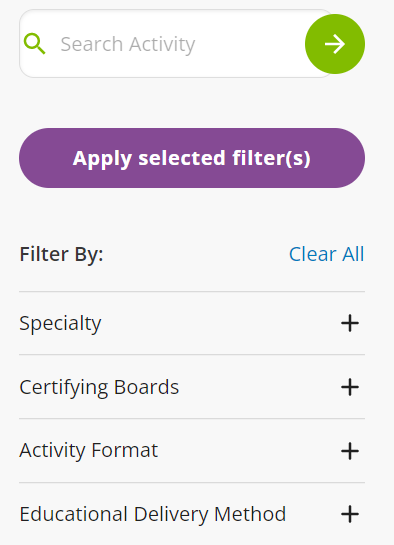 Search Activity
Apply selected filter(s)
Filter By: Clear All
Specialty
Certifying Boards
Activity Format
Educational Delivery Method